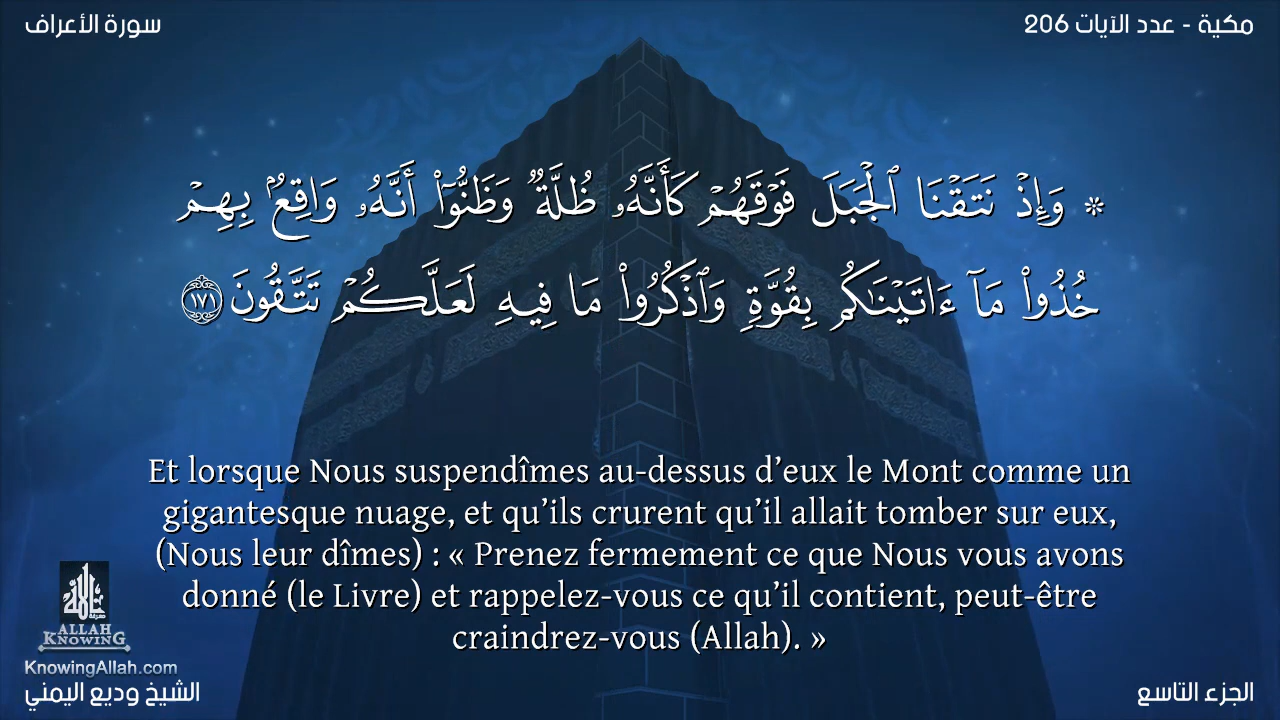 سورة الأعراف
مكية - عدد الآيات 206
۞ وَإِذۡ نَتَقۡنَا ٱلۡجَبَلَ فَوۡقَهُمۡ كَأَنَّهُۥ ظُلَّةٞ وَظَنُّوٓاْ أَنَّهُۥ وَاقِعُۢ بِهِمۡ
خُذُواْ مَآ ءَاتَيۡنَٰكُم بِقُوَّةٖ وَٱذۡكُرُواْ مَا فِيهِ لَعَلَّكُمۡ تَتَّقُونَ ١٧١
Et lorsque Nous suspendîmes au-dessus d’eux le Mont comme un
gigantesque nuage, et qu’ils crurent qu’il allait tomber sur eux,
(Nous leur dîmes) : « Prenez fermement ce que Nous vous avons
donné (le Livre) et rappelez-vous ce qu’il contient, peut-être
craindrez-vous (Allah). »
ALLAH
KNOWING
KnowingAllah.com
الشيخ وديع اليمني
الجزء التاسع